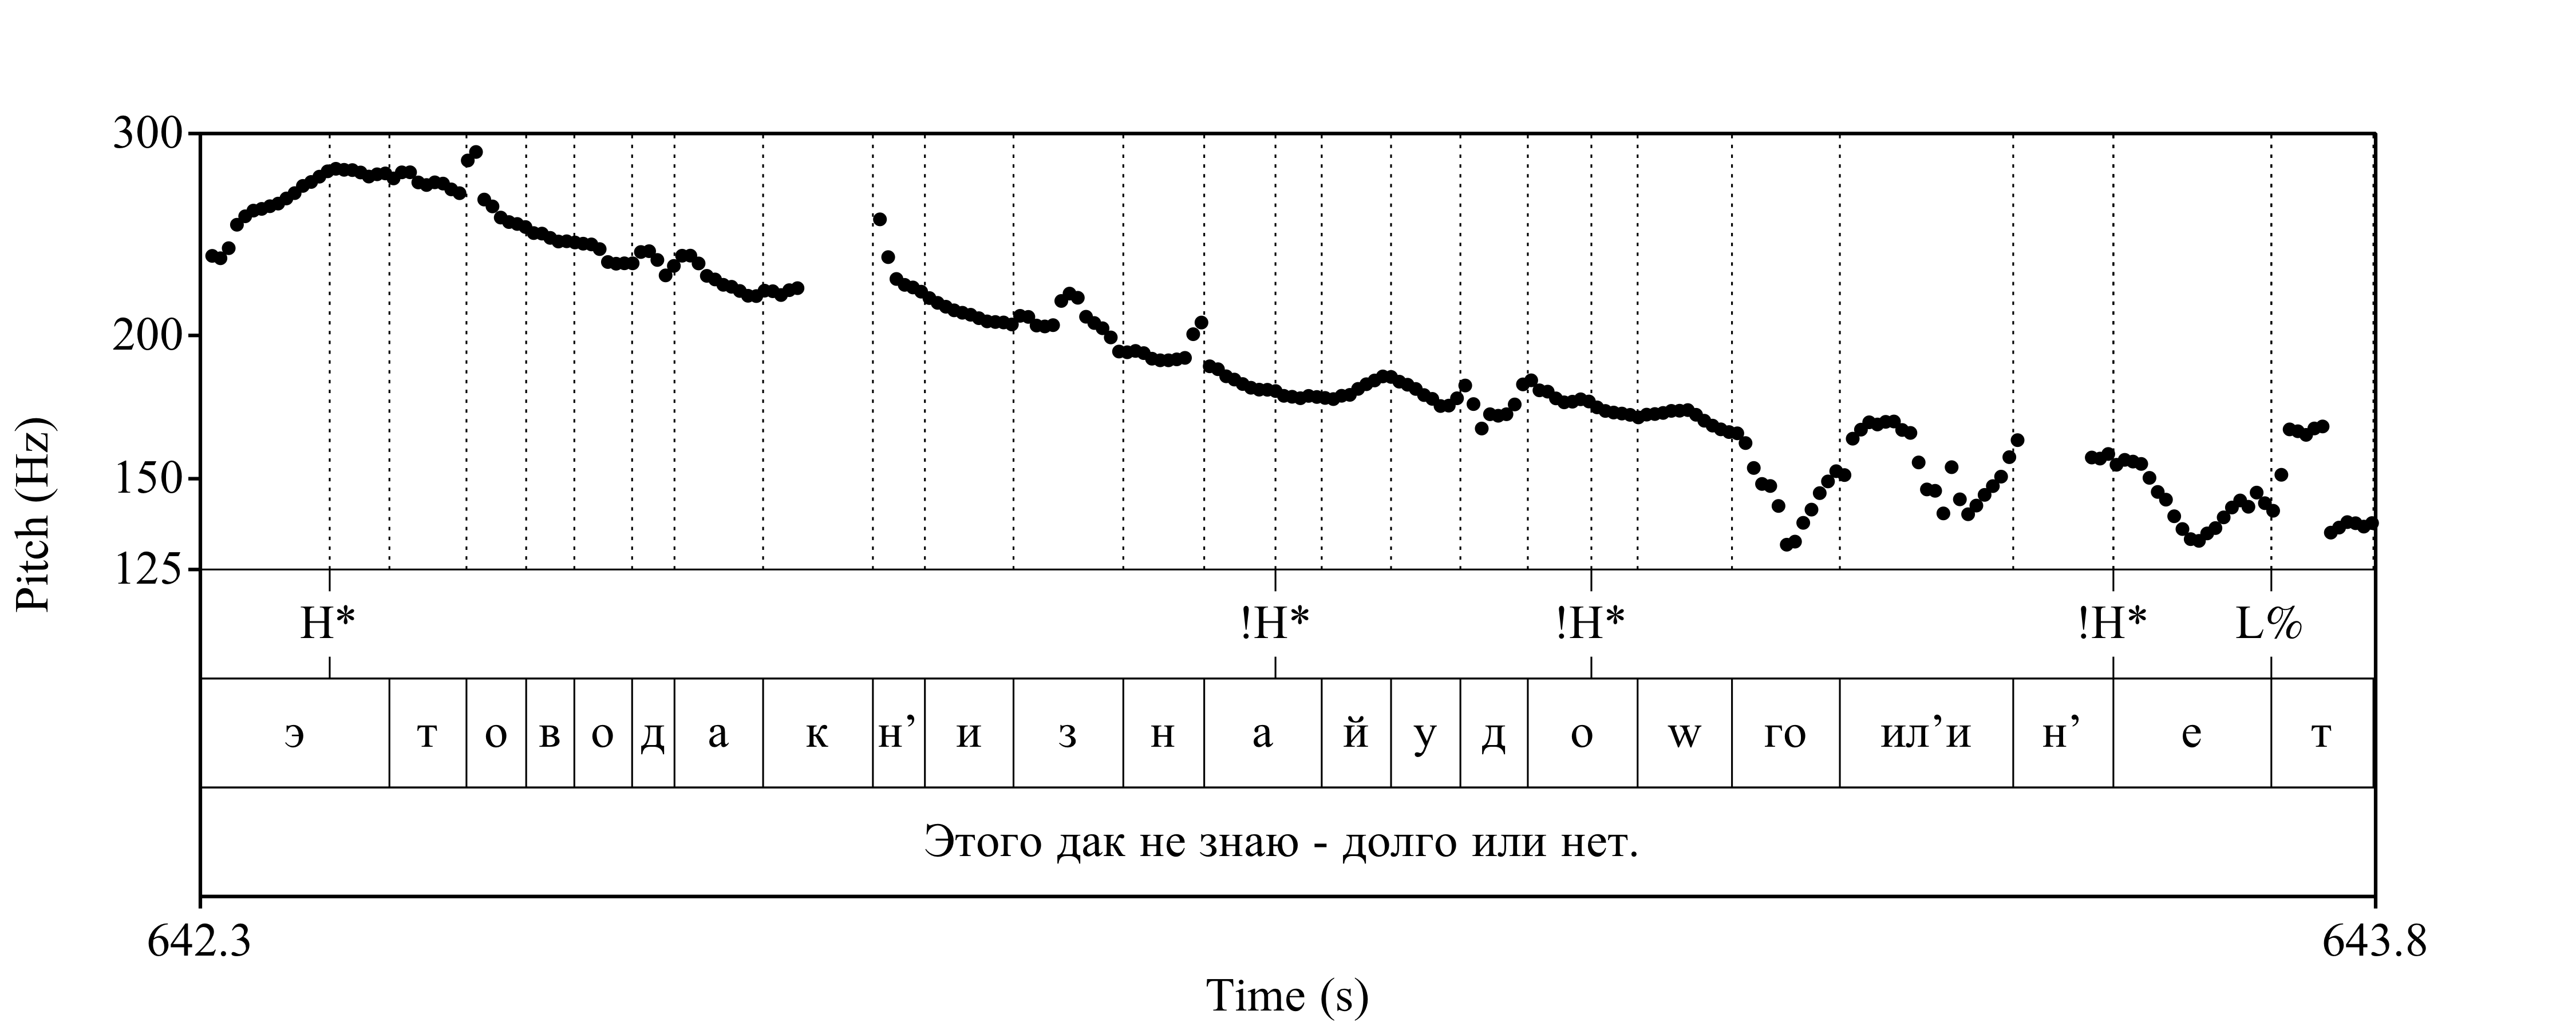 300
200
150
125
Pitch (Hz)
H* !H* !H* !H* L%
э т о в о д а к н’ и з н а й у д о w го ил’и н’ е т
Этого дак не знаю - долго или нет.
642.3 643.8
Time (s)